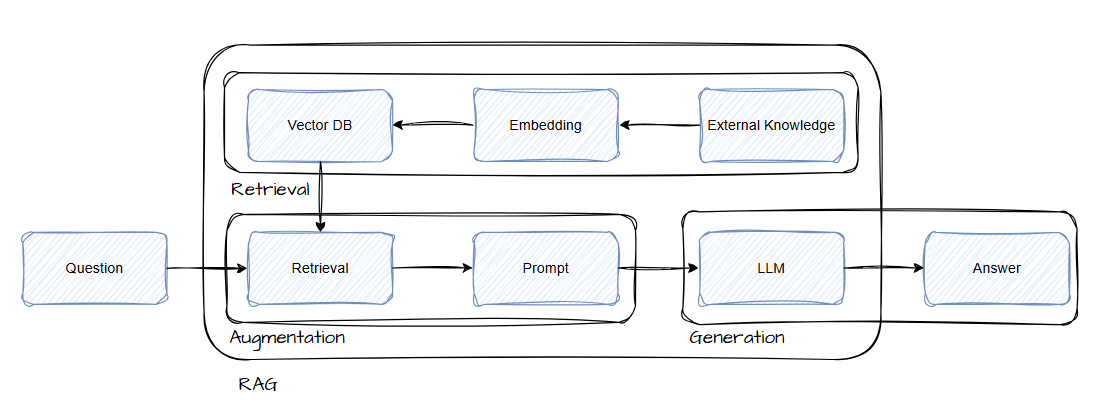 Vector DB
Embedding
External Knowledge
Retrieval
Question
Retrieval
Prompt
LLM
Answer
Augmentation
Generation
RAG